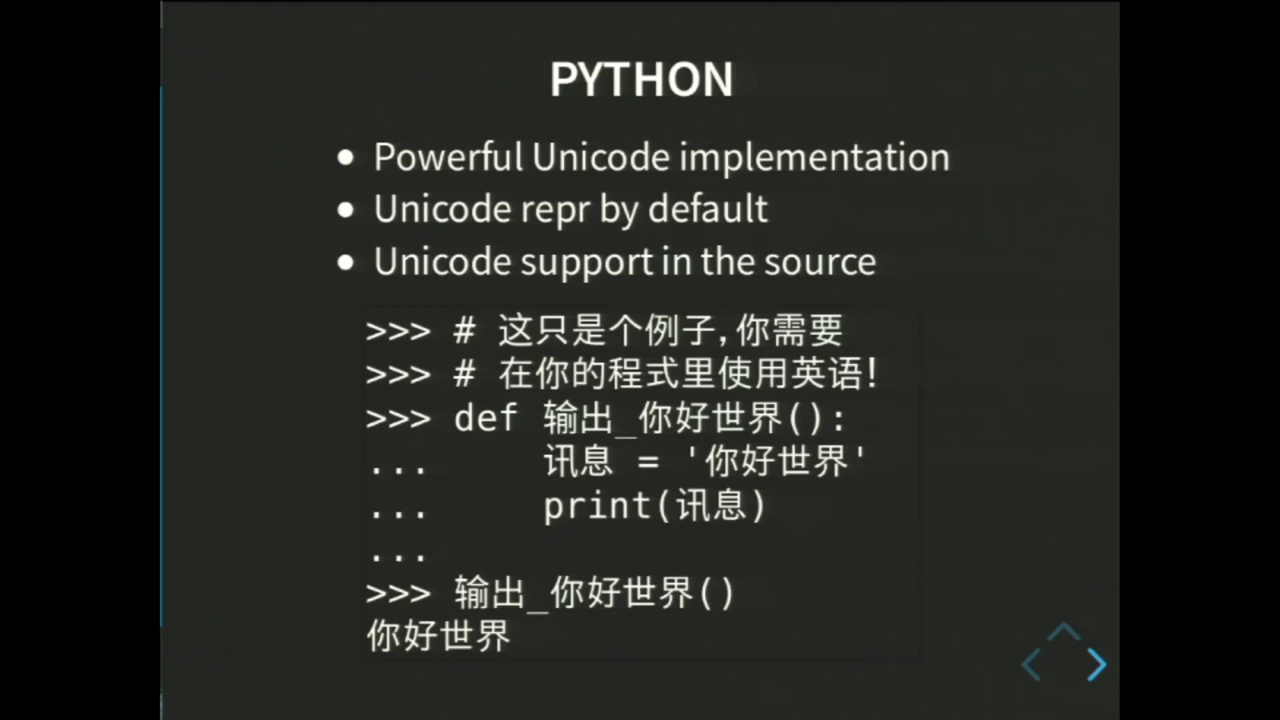 PYTHON
• Powerful Unicode implementation
• Unicode repr by default
• Unicode support in the source
>>> # 这只是个例子,你需要
>>> # 在你的程式里使用英语!
>>> def 输出_你好世界():
...     讯息 = '你好世界'
...     print(讯息)
...
>>> 输出_你好世界()
你好世界